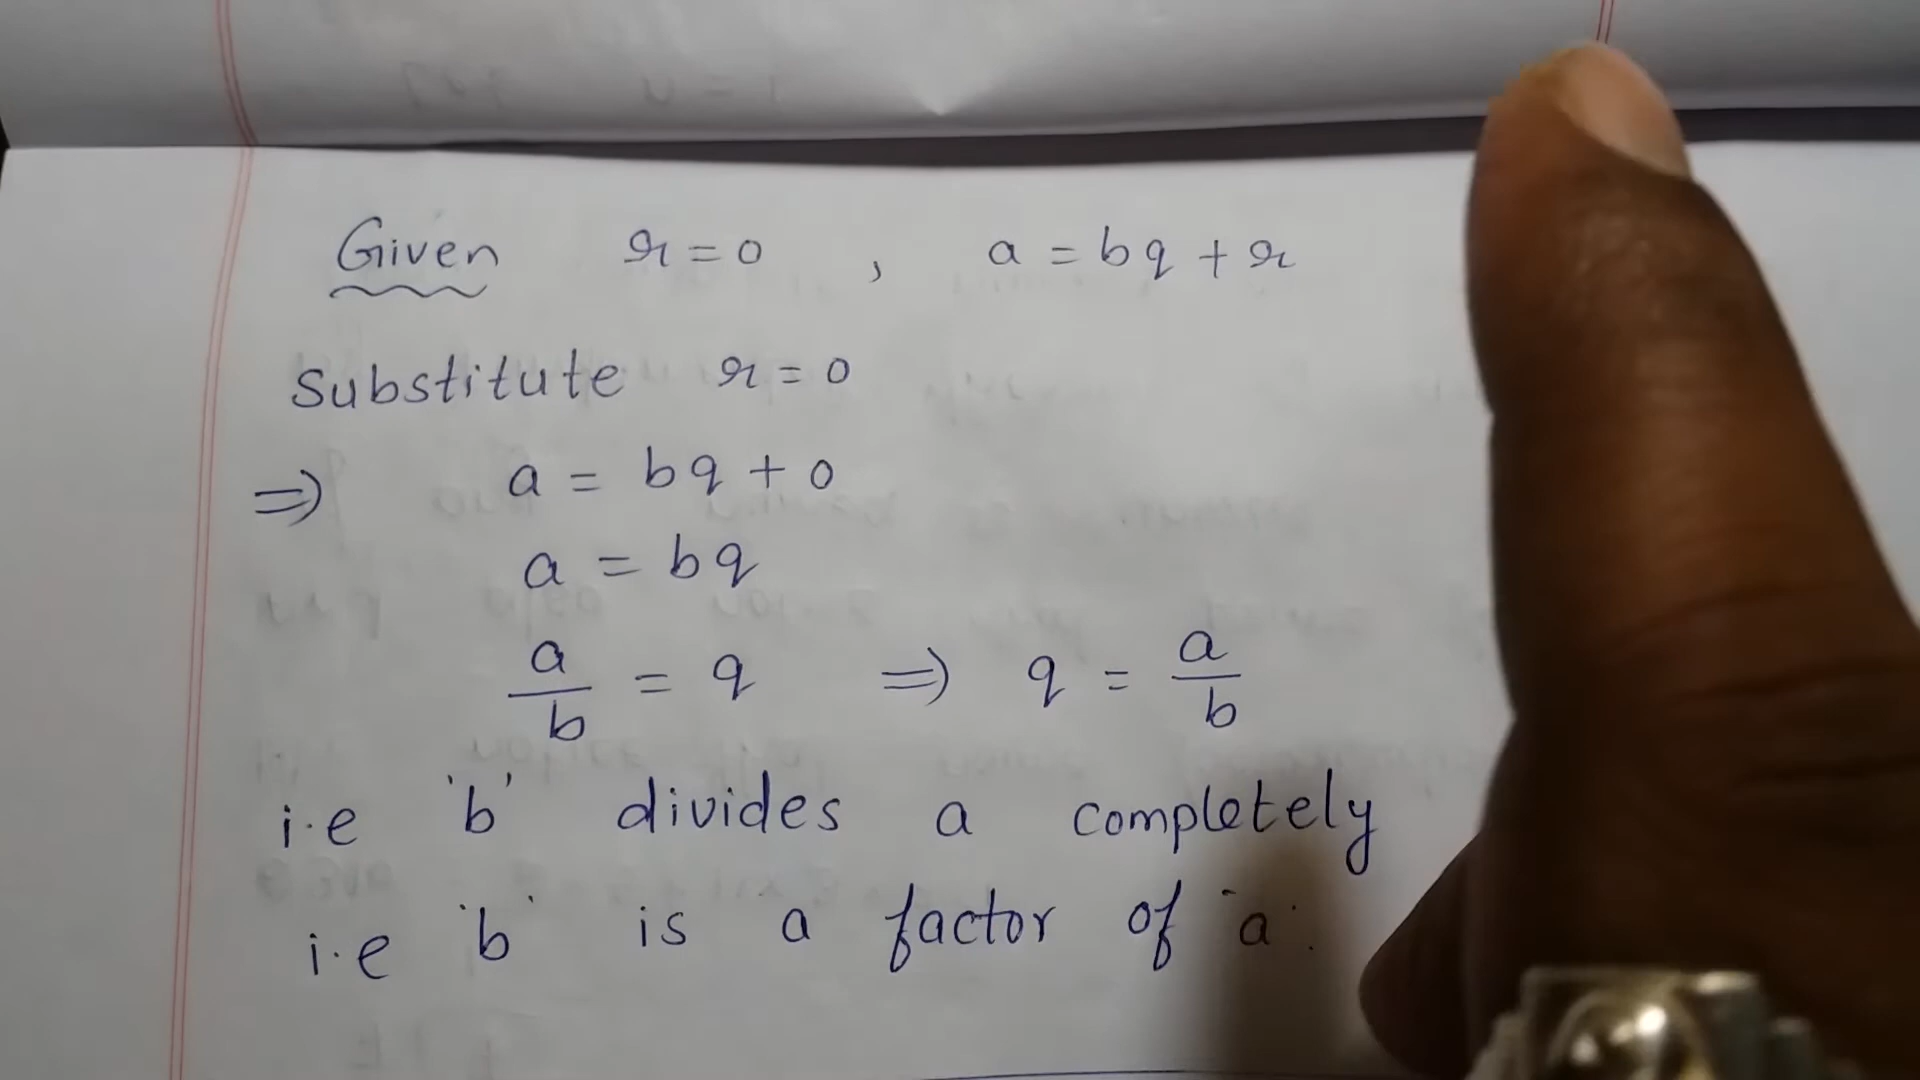 Given r = 0 , a = bq + r
Substitute r = 0
⇒ a = bq + 0
a = bq
a/b = q ⇒ q = a/b
i.e 'b' divides a completely
i.e 'b' is a factor of 'a'.